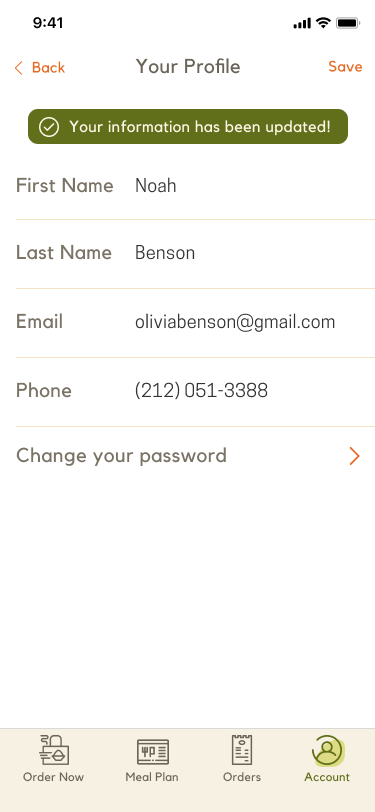 9:41
Back Your Profile Save
Your information has been updated!
First Name Noah
Last Name Benson
Email oliviabenson@gmail.com
Phone (212) 051-3388
Change your password
Order Now Meal Plan Orders Account